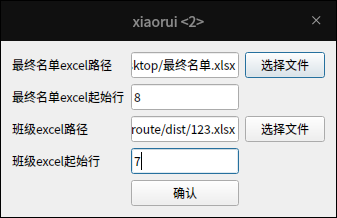 xiaorui <2>
最终名单excel路径 ktop/最终名单.xlsx 选择文件
最终名单excel起始行 8
班级excel路径 route/dist/123.xlsx 选择文件
班级excel起始行 7
确认